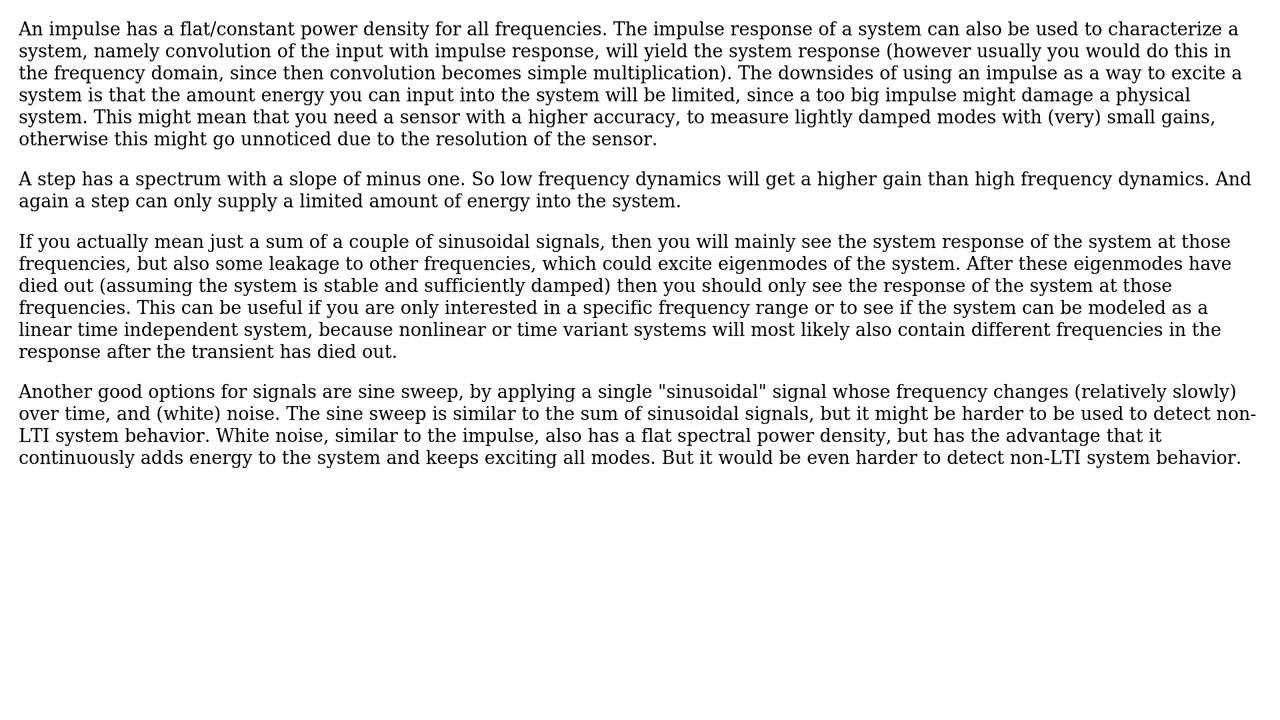 An impulse has a flat/constant power density for all frequencies. The impulse response of a system can also be used to characterize a
system, namely convolution of the input with impulse response, will yield the system response (however usually you would do this in
the frequency domain, since then convolution becomes simple multiplication). The downsides of using an impulse as a way to excite a
system is that the amount energy you can input into the system will be limited, since a too big impulse might damage a physical
system. This might mean that you need a sensor with a higher accuracy, to measure lightly damped modes with (very) small gains,
otherwise this might go unnoticed due to the resolution of the sensor.
A step has a spectrum with a slope of minus one. So low frequency dynamics will get a higher gain than high frequency dynamics. And
again a step can only supply a limited amount of energy into the system.
If you actually mean just a sum of a couple of sinusoidal signals, then you will mainly see the system response of the system at those
frequencies, but also some leakage to other frequencies, which could excite eigenmodes of the system. After these eigenmodes have
died out (assuming the system is stable and sufficiently damped) then you should only see the response of the system at those
frequencies. This can be useful if you are only interested in a specific frequency range or to see if the system can be modeled as a
linear time independent system, because nonlinear or time variant systems will most likely also contain different frequencies in the
response after the transient has died out.
Another good options for signals are sine sweep, by applying a single "sinusoidal" signal whose frequency changes (relatively slowly)
over time, and (white) noise. The sine sweep is similar to the sum of sinusoidal signals, but it might be harder to be used to detect non-
LTI system behavior. White noise, similar to the impulse, also has a flat spectral power density, but has the advantage that it
continuously adds energy to the system and keeps exciting all modes. But it would be even harder to detect non-LTI system behavior.